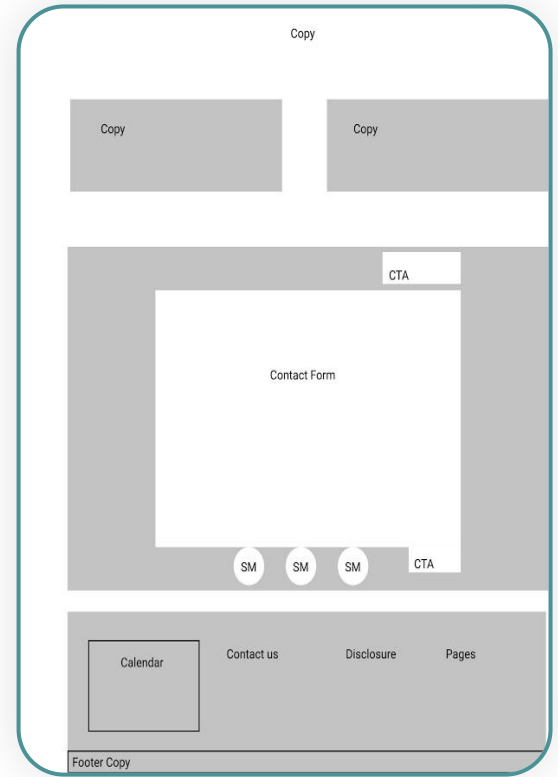 Copy
Copy
Copy
CTA
Contact Form
SM
SM
SM
CTA
Calendar
Contact us
Disclosure
Pages
Footer Copy